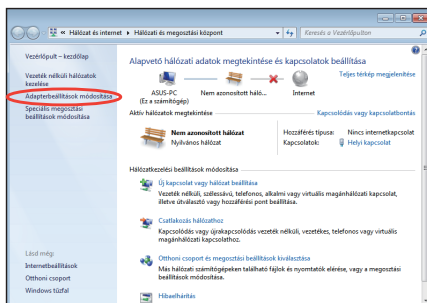 « Hálózat és internet ▸ Hálózati és megosztási központ
Keresés a Vezérlőpulton
Vezérlőpult – kezdőlap
Vezeték nélküli hálózatok
kezelése
Adapterbeállítások módosítása
Speciális megosztási
beállítások módosítása
Alapvető hálózati adatok megtekintése és kapcsolatok beállítása
Teljes térkép megjelenítése
ASUS-PC
(Ez a számítógép)
Nem azonosított háló...
Internet
Aktív hálózatok megtekintése
Kapcsolódás vagy kapcsolatbontás
Nem azonosított hálózat
Nyilvános hálózat
Hozzáférés típusa: Nincs internetkapcsolat
Kapcsolatok: Helyi kapcsolat
Hálózatkezelési beállítások módosítása
Új kapcsolat vagy hálózat beállítása
Vezeték nélküli, szélessávú, telefonos, alkalmi vagy virtuális magánhálózati kapcsolat,
illetve útválasztó vagy hozzáférési pont beállítása.
Csatlakozás hálózathoz
Kapcsolódás vagy újrakapcsolódás vezeték nélküli, vezetékes, telefonos vagy virtuális
magánhálózati kapcsolathoz.
Otthoni csoport és megosztási beállítások kiválasztása
Más hálózati számítógépeken található fájlok és nyomtatók elérése, vagy a megosztási
beállítások módosítása.
Hibaelhárítás
Lásd még:
Internetbeállítások
Otthoni csoport
Windows tűzfal